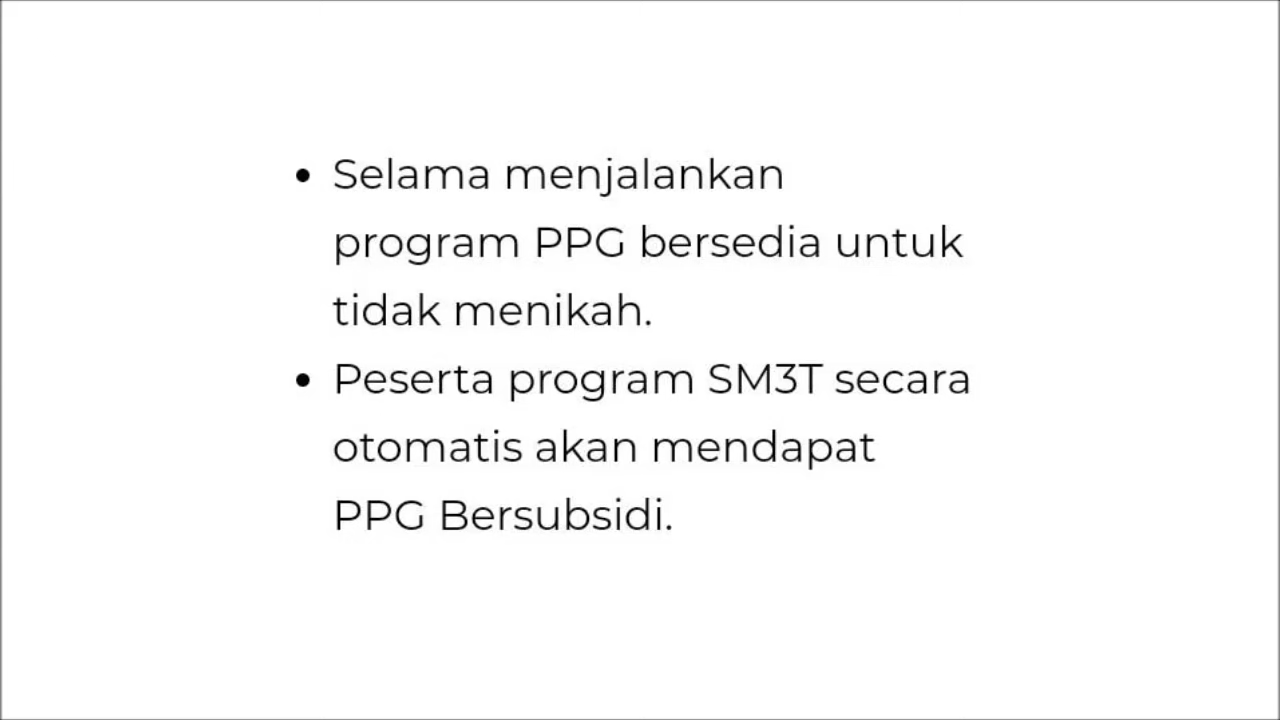 • Selama menjalankan
program PPG bersedia untuk
tidak menikah.
• Peserta program SM3T secara
otomatis akan mendapat
PPG Bersubsidi.